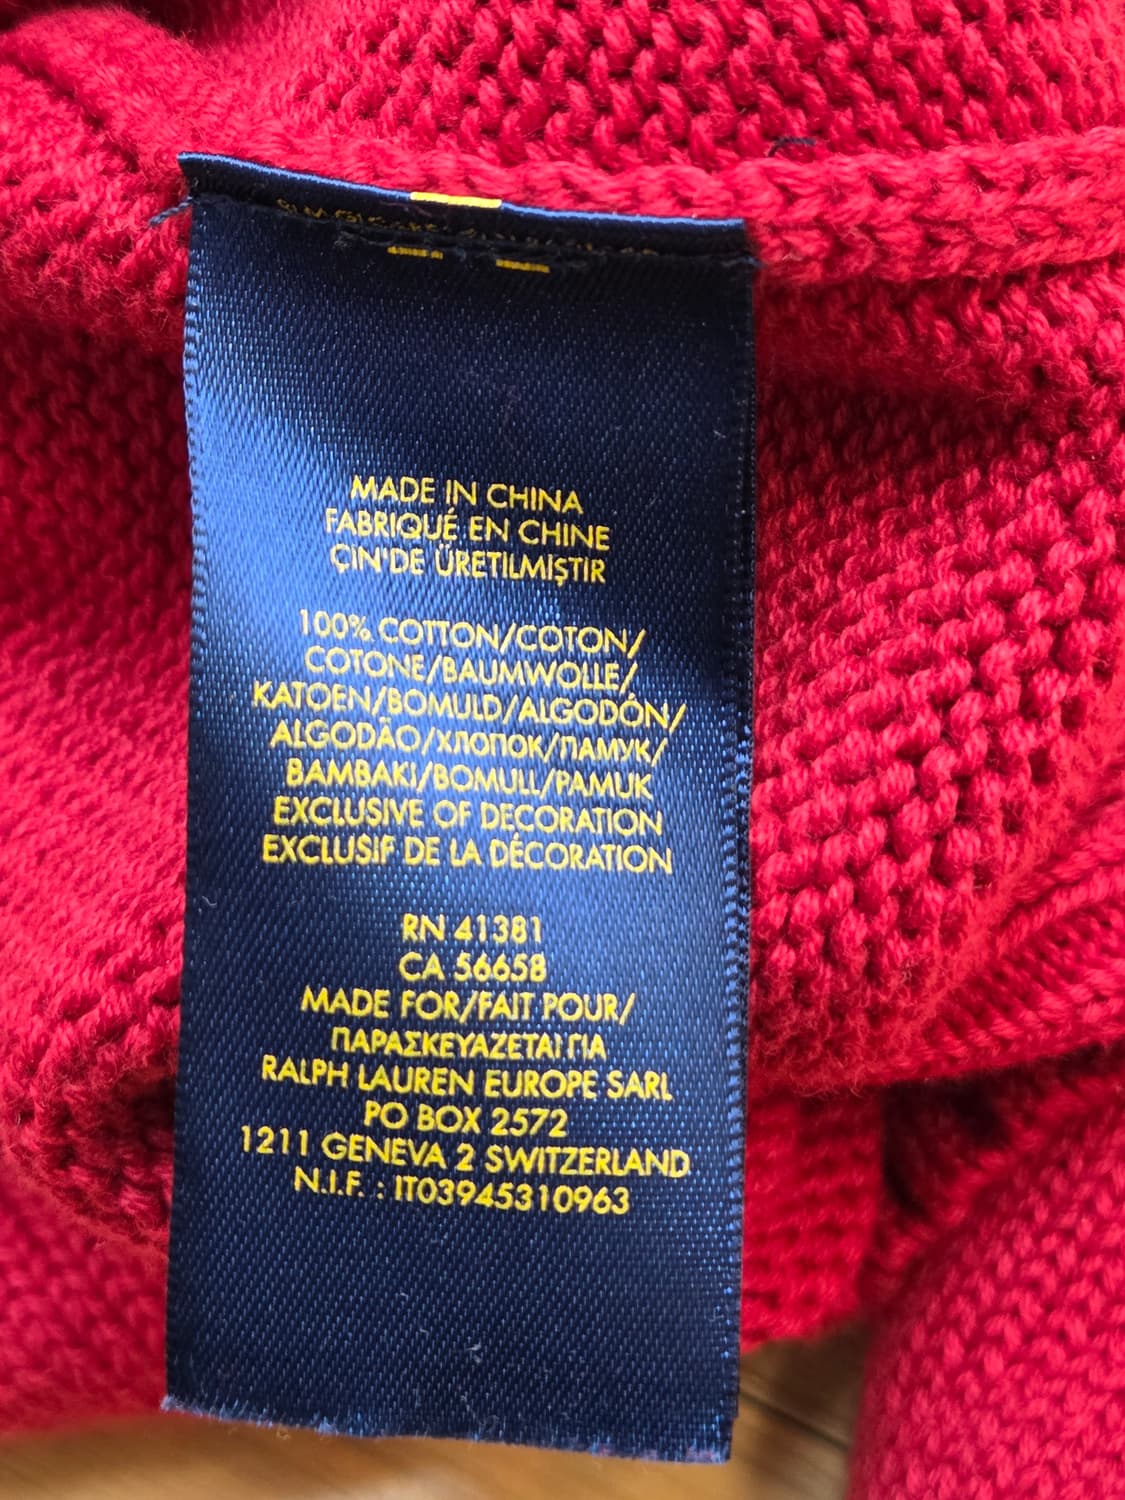 MADE IN CHINA
FABRIQUÉ EN CHINE
ÇIN'DE ÜRETILMIŞTIR
100% COTTON/COTON/
COTONE/BAUMWOLLE/
KATOEN/BOMULD/ALGODÓN/
ALGODÃO/ХЛОПОК/ПАМУК/
BAMBAKI/BOMULL/PAMUK
EXCLUSIVE OF DECORATION
EXCLUSIF DE LA DÉCORATION
RN 41381
CA 56658
MADE FOR/FAIT POUR/
ΠΑΡΑΣΚΕΥΑΖΕΤΑΙ ΓΙΑ
RALPH LAUREN EUROPE SARL
PO BOX 2572
1211 GENEVA 2 SWITZERLAND
N.I.F. : IT03945310963